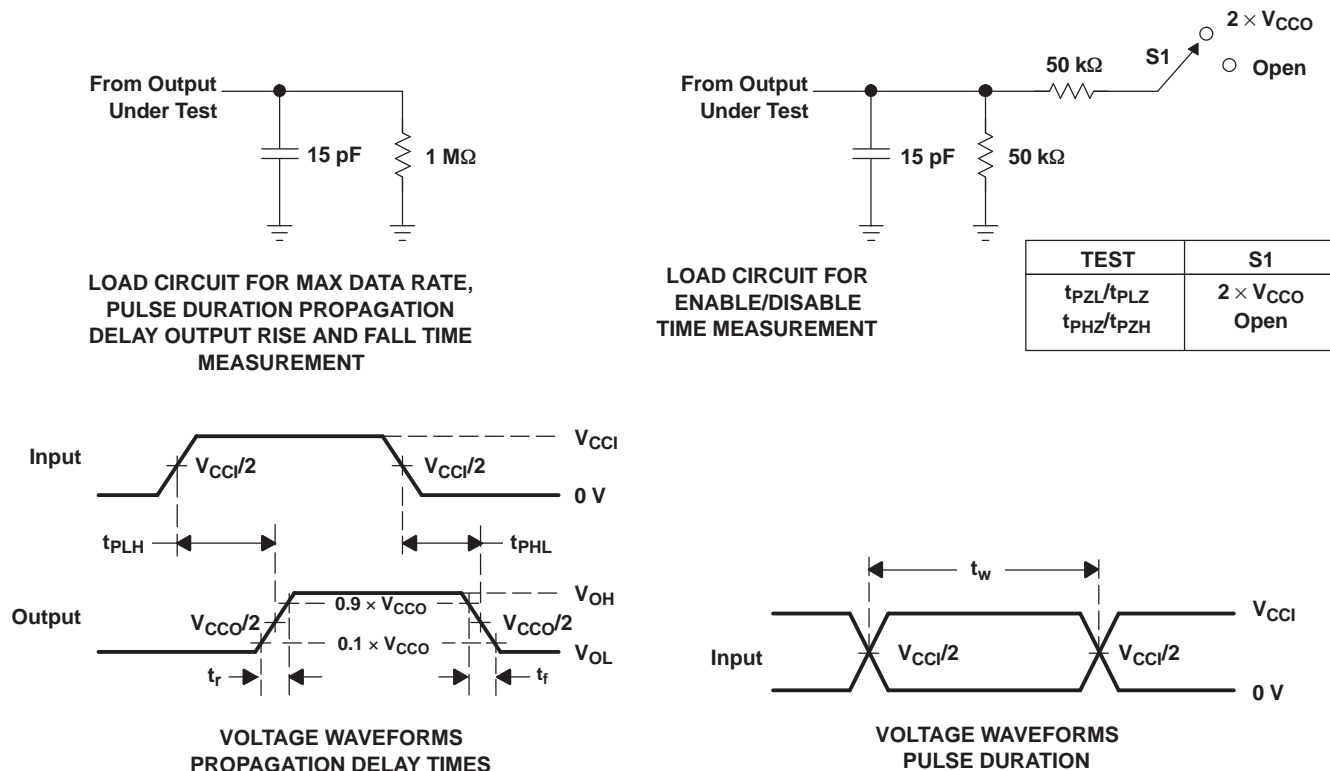 From Output
Under Test
15 pF
1 MΩ
LOAD CIRCUIT FOR MAX DATA RATE,
PULSE DURATION PROPAGATION
DELAY OUTPUT RISE AND FALL TIME
MEASUREMENT
From Output
Under Test
15 pF
50 kΩ
50 kΩ
S1
2 × VCCO
Open
LOAD CIRCUIT FOR
ENABLE/DISABLE
TIME MEASUREMENT
TEST S1
tPZL/tPLZ 2 × VCCO
tPHZ/tPZH Open
Input
VCCI/2 VCCI/2
VCCI
0 V
tPLH tPHL
Output
VCCO/2 VCCO/2
0.9 × VCCO
0.1 × VCCO
VOH
VOL
tr tf
VOLTAGE WAVEFORMS
PROPAGATION DELAY TIMES
tw
Input
VCCI/2 VCCI/2
VCCI
0 V
VOLTAGE WAVEFORMS
PULSE DURATION